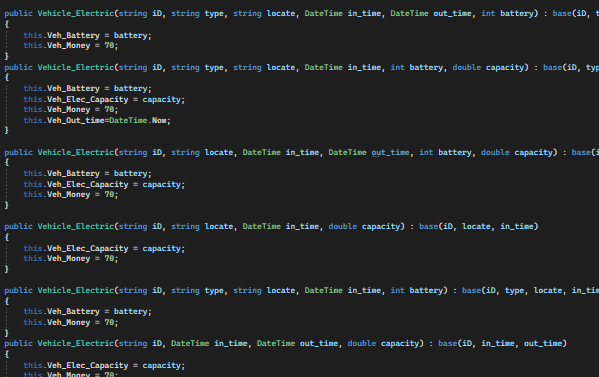 public Vehicle_Electric(string iD, string type, string locate, DateTime in_time, DateTime out_time, int battery) : base(iD,
{
this.Veh_Battery = battery;
this.Veh_Money = 70;
}
public Vehicle_Electric(string iD, string type, string locate, DateTime in_time, int battery, double capacity) : base(iD, typ
{
this.Veh_Battery = battery;
this.Veh_Elec_Capacity = capacity;
this.Veh_Money = 70;
this.Veh_Out_time=DateTime.Now;
}
public Vehicle_Electric(string iD, string locate, DateTime in_time, DateTime out_time, int battery, double capacity) : base(i
{
this.Veh_Battery = battery;
this.Veh_Elec_Capacity = capacity;
this.Veh_Money = 70;
}
public Vehicle_Electric(string iD, string locate, DateTime in_time, double capacity) : base(iD, locate, in_time)
{
this.Veh_Elec_Capacity = capacity;
this.Veh_Money = 70;
}
public Vehicle_Electric(string iD, string type, string locate, DateTime in_time, int battery) : base(iD, type, locate, in_tim
{
this.Veh_Battery = battery;
this.Veh_Money = 70;
}
public Vehicle_Electric(string iD, DateTime in_time, DateTime out_time, double capacity) : base(iD, in_time, out_time)
{
this.Veh_Elec_Capacity = capacity;
this.Veh_Money = 70;